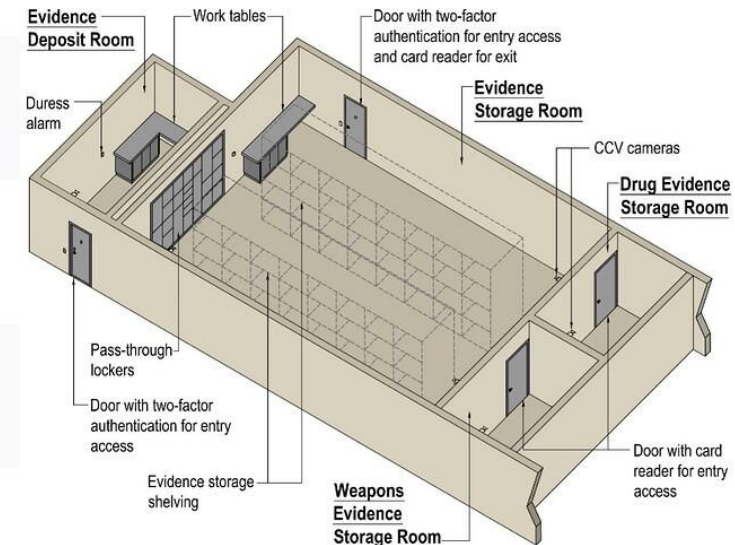 Evidence
Deposit Room
Work tables
Door with two-factor
authentication for entry access
and card reader for exit
Duress
alarm
Evidence
Storage Room
CCV cameras
Drug Evidence
Storage Room
Pass-through
lockers
Door with two-factor
authentication for entry
access
Evidence storage
shelving
Weapons
Evidence
Storage Room
Door with card
reader for entry
access